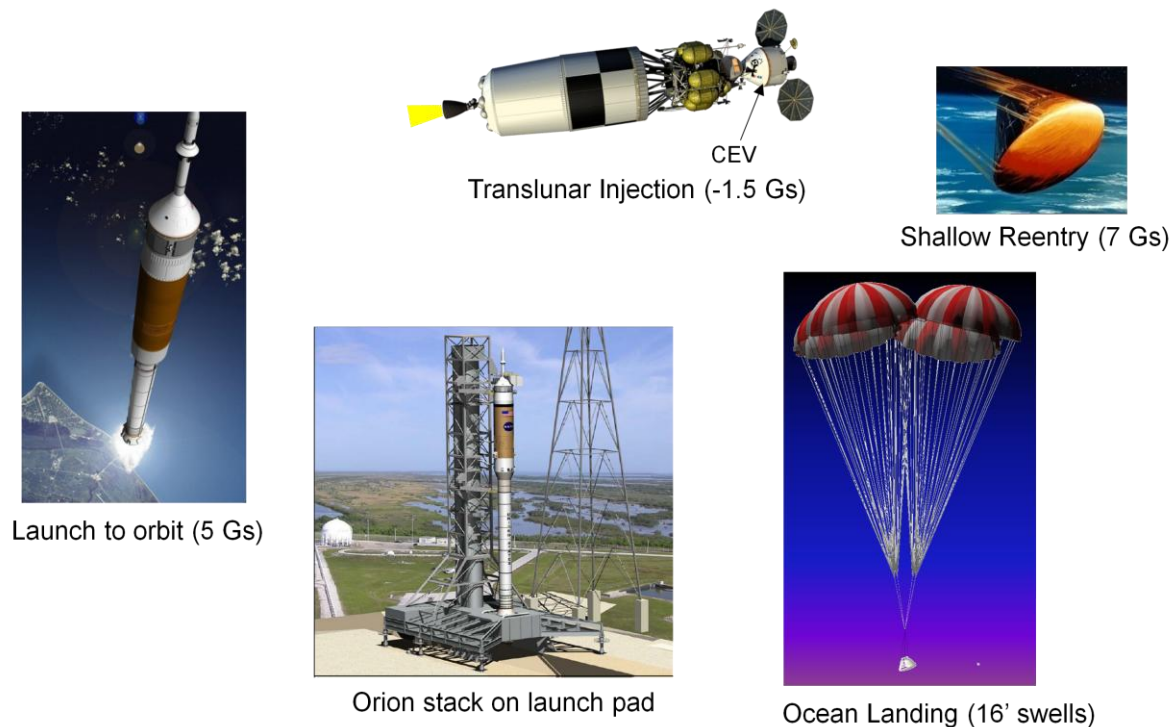 CEV
Translunar Injection (-1.5 Gs)
Shallow Reentry (7 Gs)
Launch to orbit (5 Gs)
Orion stack on launch pad
Ocean Landing (16' swells)